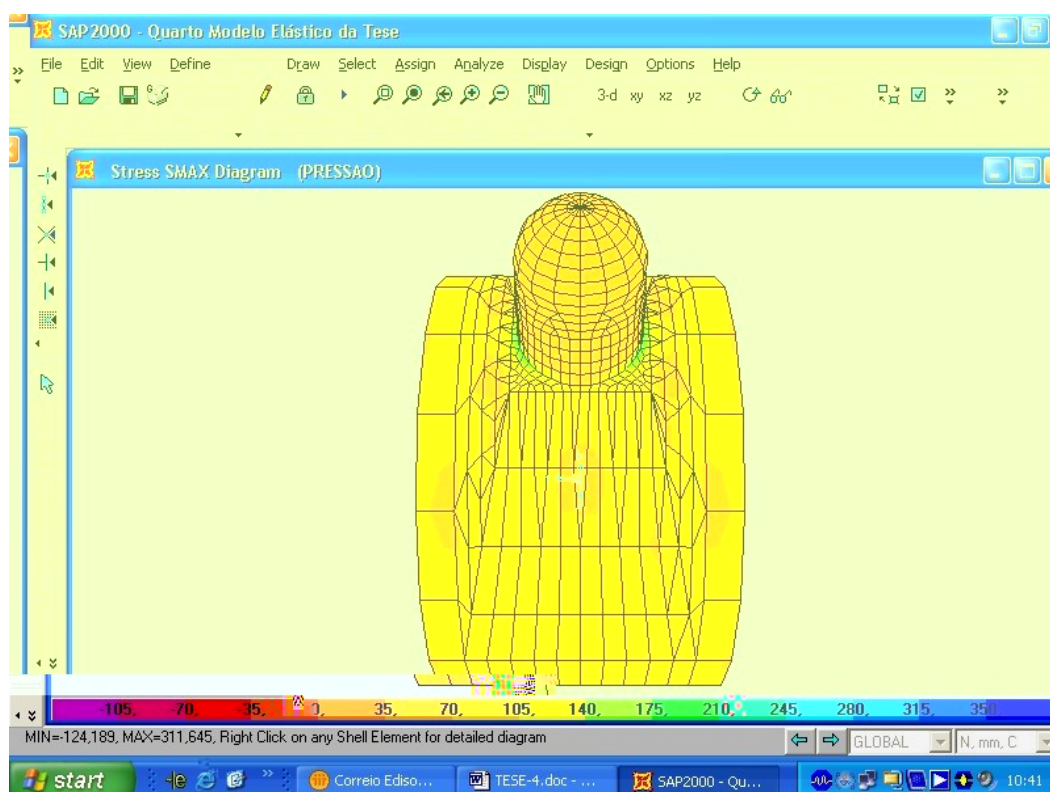 SAP2000 - Quarto Modelo Elástico da Tese
File Edit View Define Draw Select Assign Analyze Display Design Options Help
3-d xy xz yz
Stress SMAX Diagram (PRESSAO)
-105, -70, -35, 0, 35, 70, 105, 140, 175, 210, 245, 280, 315, 350
MIN=-124,189, MAX=311,645, Right Click on any Shell Element for detailed diagram
GLOBAL N, mm, C
start Correio Ediso... TESE-4.doc - ... SAP2000 - Qu... 10:41